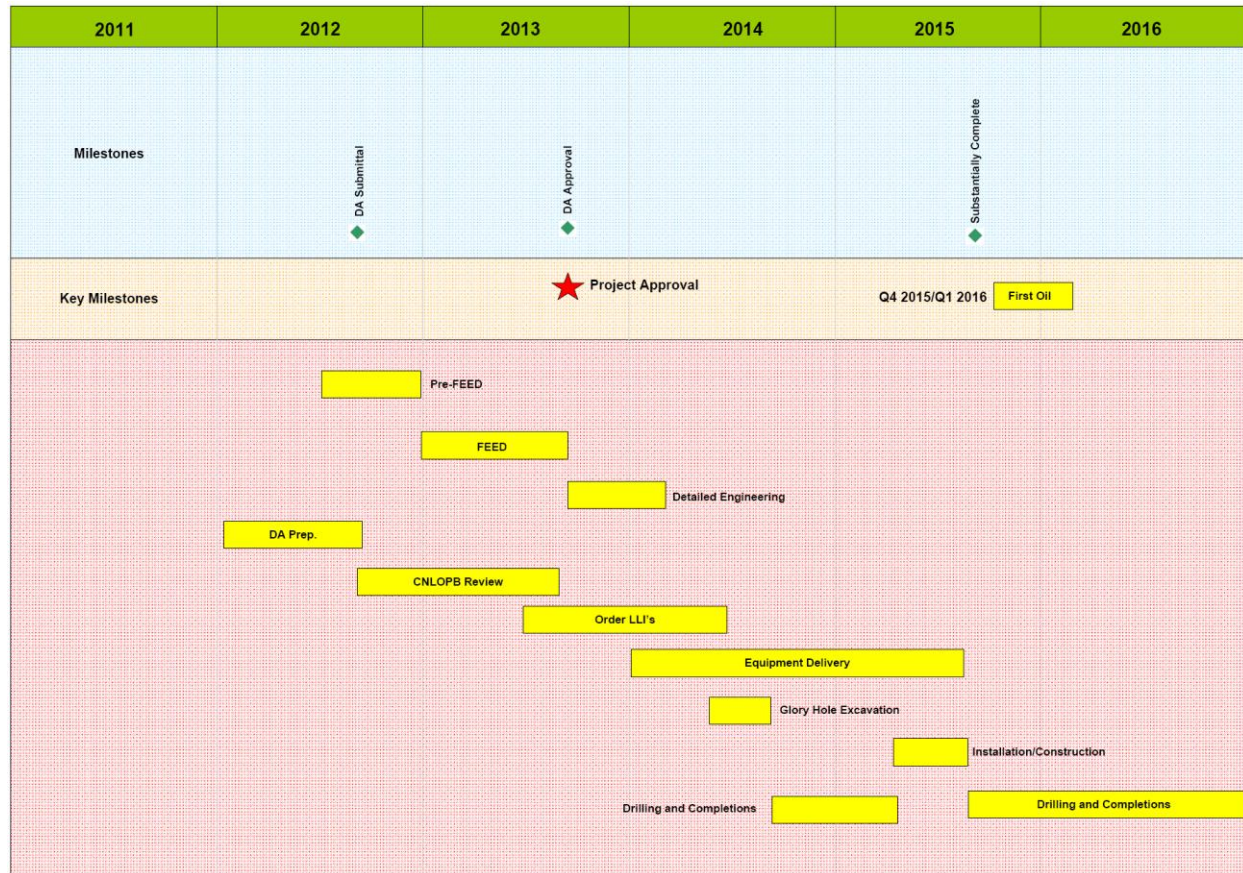 2011 2012 2013 2014 2015 2016
Milestones
DA Submittal
DA Approval
Substantially Complete
Key Milestones
Project Approval
Q4 2015/Q1 2016 First Oil
Pre-FEED
FEED
Detailed Engineering
DA Prep.
CNLOPB Review
Order LLI's
Equipment Delivery
Glory Hole Excavation
Installation/Construction
Drilling and Completions Drilling and Completions